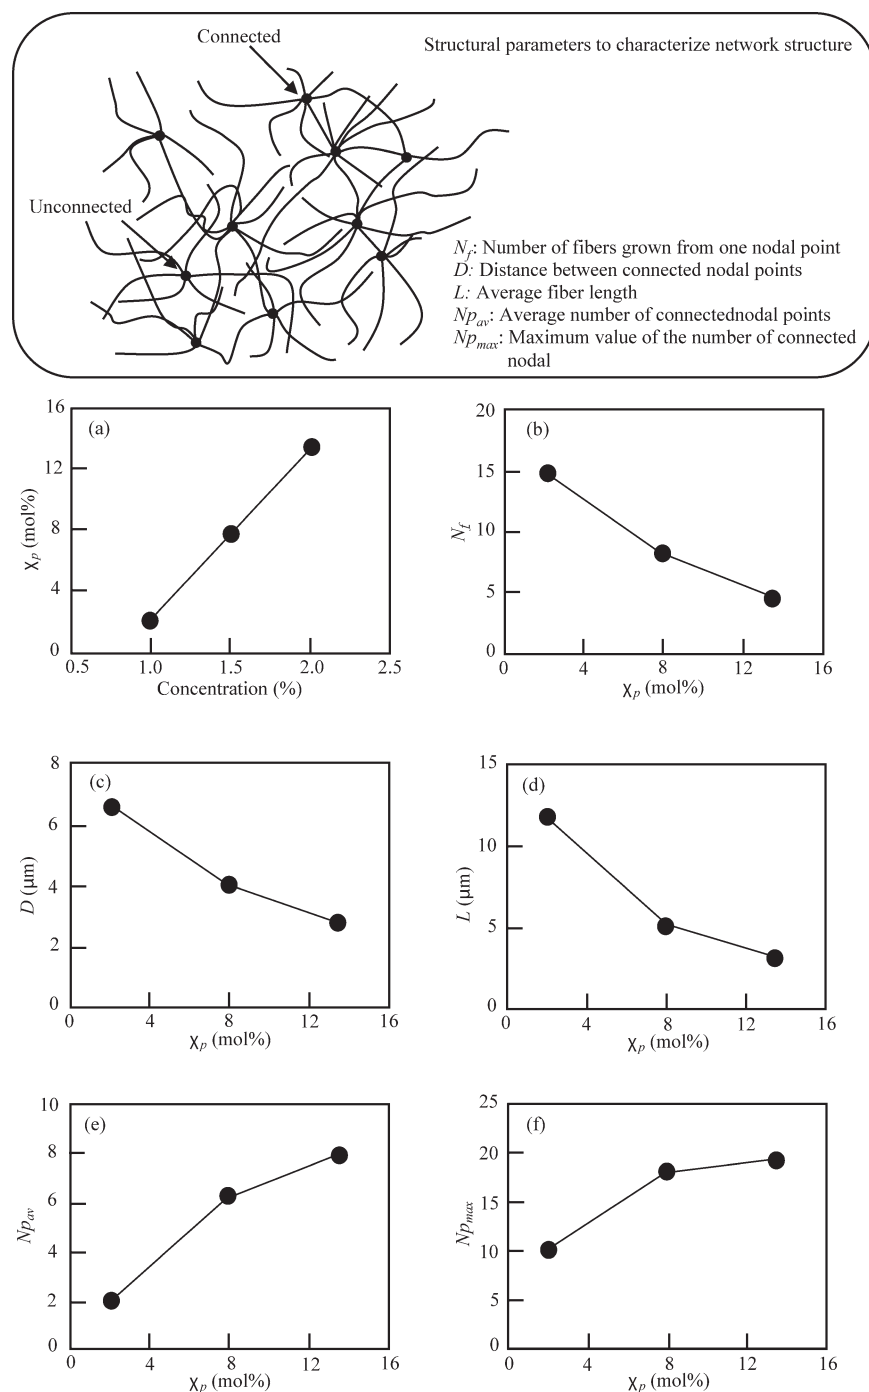 Connected
Structural parameters to characterize network structure
Unconnected
N_f: Number of fibers grown from one nodal point
D: Distance between connected nodal points
L: Average fiber length
Np_av: Average number of connectednodal points
Np_max: Maximum value of the number of connected
nodal
(a)
16
12
8
4
0
χ_p (mol%)
0.5 1.0 1.5 2.0 2.5
Concentration (%)
(b)
20
15
10
5
0
N_f
0 4 8 12 16
χ_p (mol%)
(c)
8
6
4
2
0
D (μm)
0 4 8 12 16
χ_p (mol%)
(d)
15
10
5
0
L (μm)
0 4 8 12 16
χ_p (mol%)
(e)
10
8
6
4
2
0
Np_av
0 4 8 12 16
χ_p (mol%)
(f)
25
20
15
10
5
0
Np_max
0 4 8 12 16
χ_p (mol%)